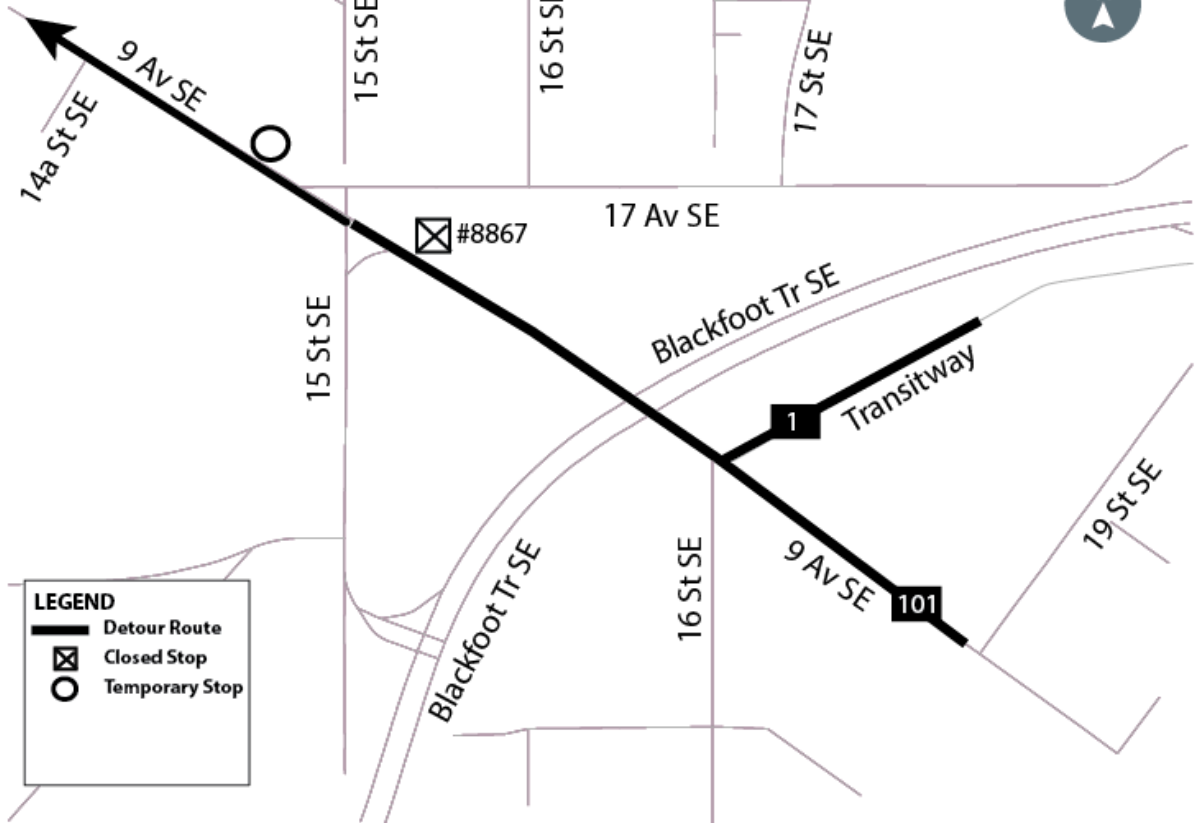 15 St SE
16 St SE
17 St SE
9 Av SE
14a St SE
17 Av SE
#8867
Blackfoot Tr SE
15 St SE
Transitway
1
19 St SE
9 Av SE
16 St SE
Blackfoot Tr SE
101
LEGEND
Detour Route
Closed Stop
Temporary Stop